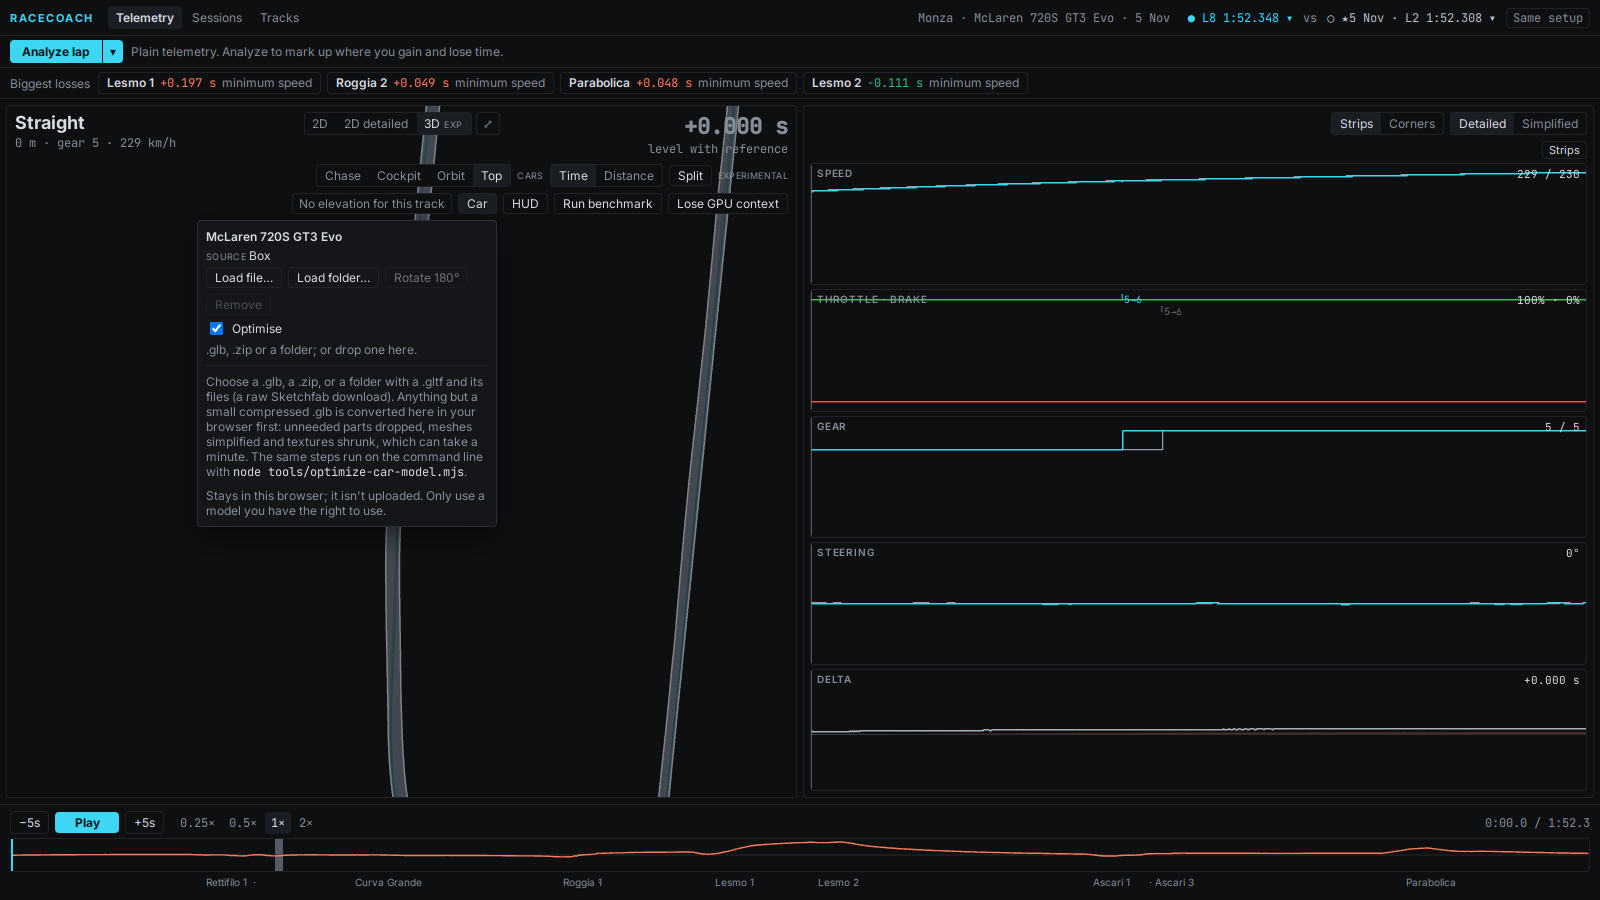 RACECOACH Telemetry Sessions Tracks Monza · McLaren 720S GT3 Evo · 5 Nov ● L8 1:52.348 ▾ vs ○ ★5 Nov · L2 1:52.308 ▾ Same setup
Analyze lap ▾ Plain telemetry. Analyze to mark up where you gain and lose time.
Biggest losses Lesmo 1 +0.197 s minimum speed Roggia 2 +0.049 s minimum speed Parabolica +0.048 s minimum speed Lesmo 2 -0.111 s minimum speed
Straight
0 m · gear 5 · 229 km/h
2D 2D detailed 3D EXP ⤢
+0.000 s
level with reference
Chase Cockpit Orbit Top CARS Time Distance Split EXPERIMENTAL
No elevation for this track Car HUD Run benchmark Lose GPU context
McLaren 720S GT3 Evo
SOURCE Box
Load file... Load folder... Rotate 180°
Remove
Optimise
.glb, .zip or a folder; or drop one here.
Choose a .glb, a .zip, or a folder with a .gltf and its
files (a raw Sketchfab download). Anything but a
small compressed .glb is converted here in your
browser first: unneeded parts dropped, meshes
simplified and textures shrunk, which can take a
minute. The same steps run on the command line
with node tools/optimize-car-model.mjs.
Stays in this browser; it isn't uploaded. Only use a
model you have the right to use.
Strips Corners Detailed Simplified
Strips
SPEED 229 / 230
THROTTLE · BRAKE 5→6 100% · 0%
5→6
GEAR 5 / 5
STEERING 0°
DELTA +0.000 s
−5s Play +5s 0.25× 0.5× 1× 2× 0:00.0 / 1:52.3
Rettifilo 1 · Curva Grande Roggia 1 Lesmo 1 Lesmo 2 Ascari 1 · Ascari 3 Parabolica